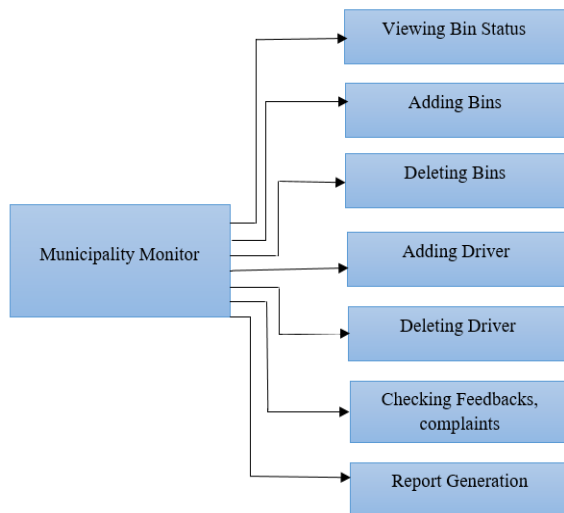 Viewing Bin Status
Adding Bins
Deleting Bins
Municipality Monitor
Adding Driver
Deleting Driver
Checking Feedbacks,
complaints
Report Generation